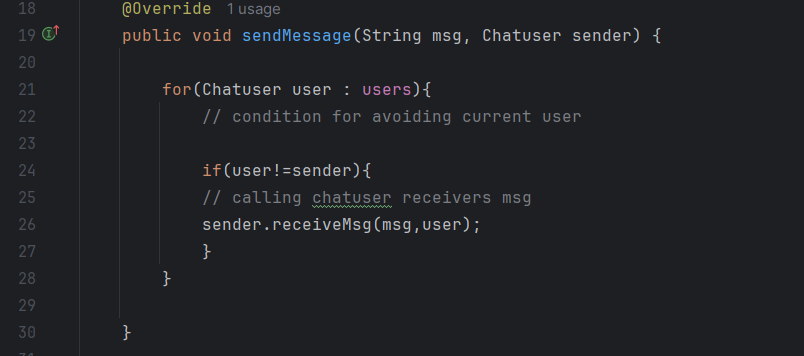 18 @Override 1 usage
19 public void sendMessage(String msg, Chatuser sender) {
20
21 for(Chatuser user : users){
22 // condition for avoiding current user
23
24 if(user!=sender){
25 // calling chatuser receivers msg
26 sender.receiveMsg(msg,user);
27 }
28 }
29
30 }